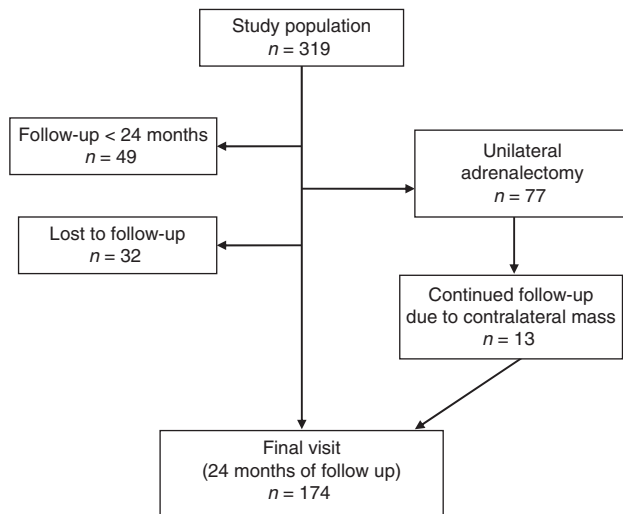 Study population
n = 319
Follow-up < 24 months
n = 49
Unilateral
adrenalectomy
n = 77
Lost to follow-up
n = 32
Continued follow-up
due to contralateral mass
n = 13
Final visit
(24 months of follow up)
n = 174